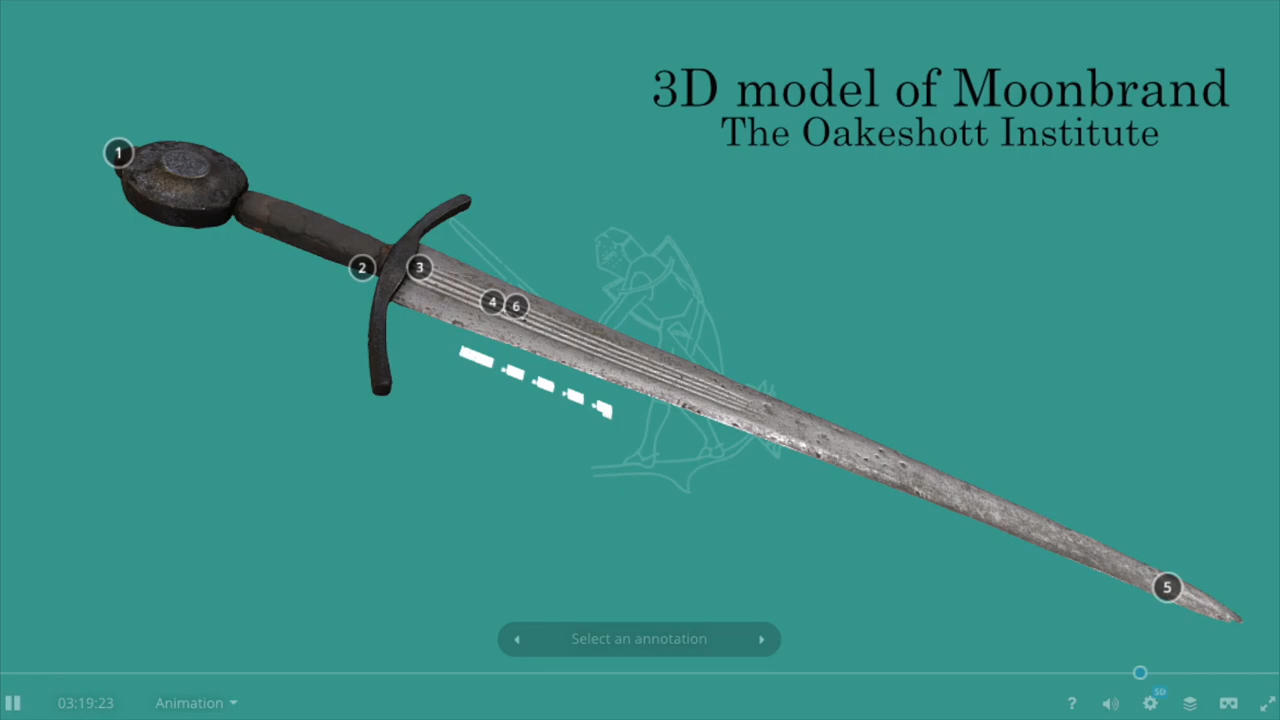 3D model of Moonbrand
The Oakeshott Institute
1
2
3
4
6
5
Select an annotation
03:19:23
Animation
?
SD